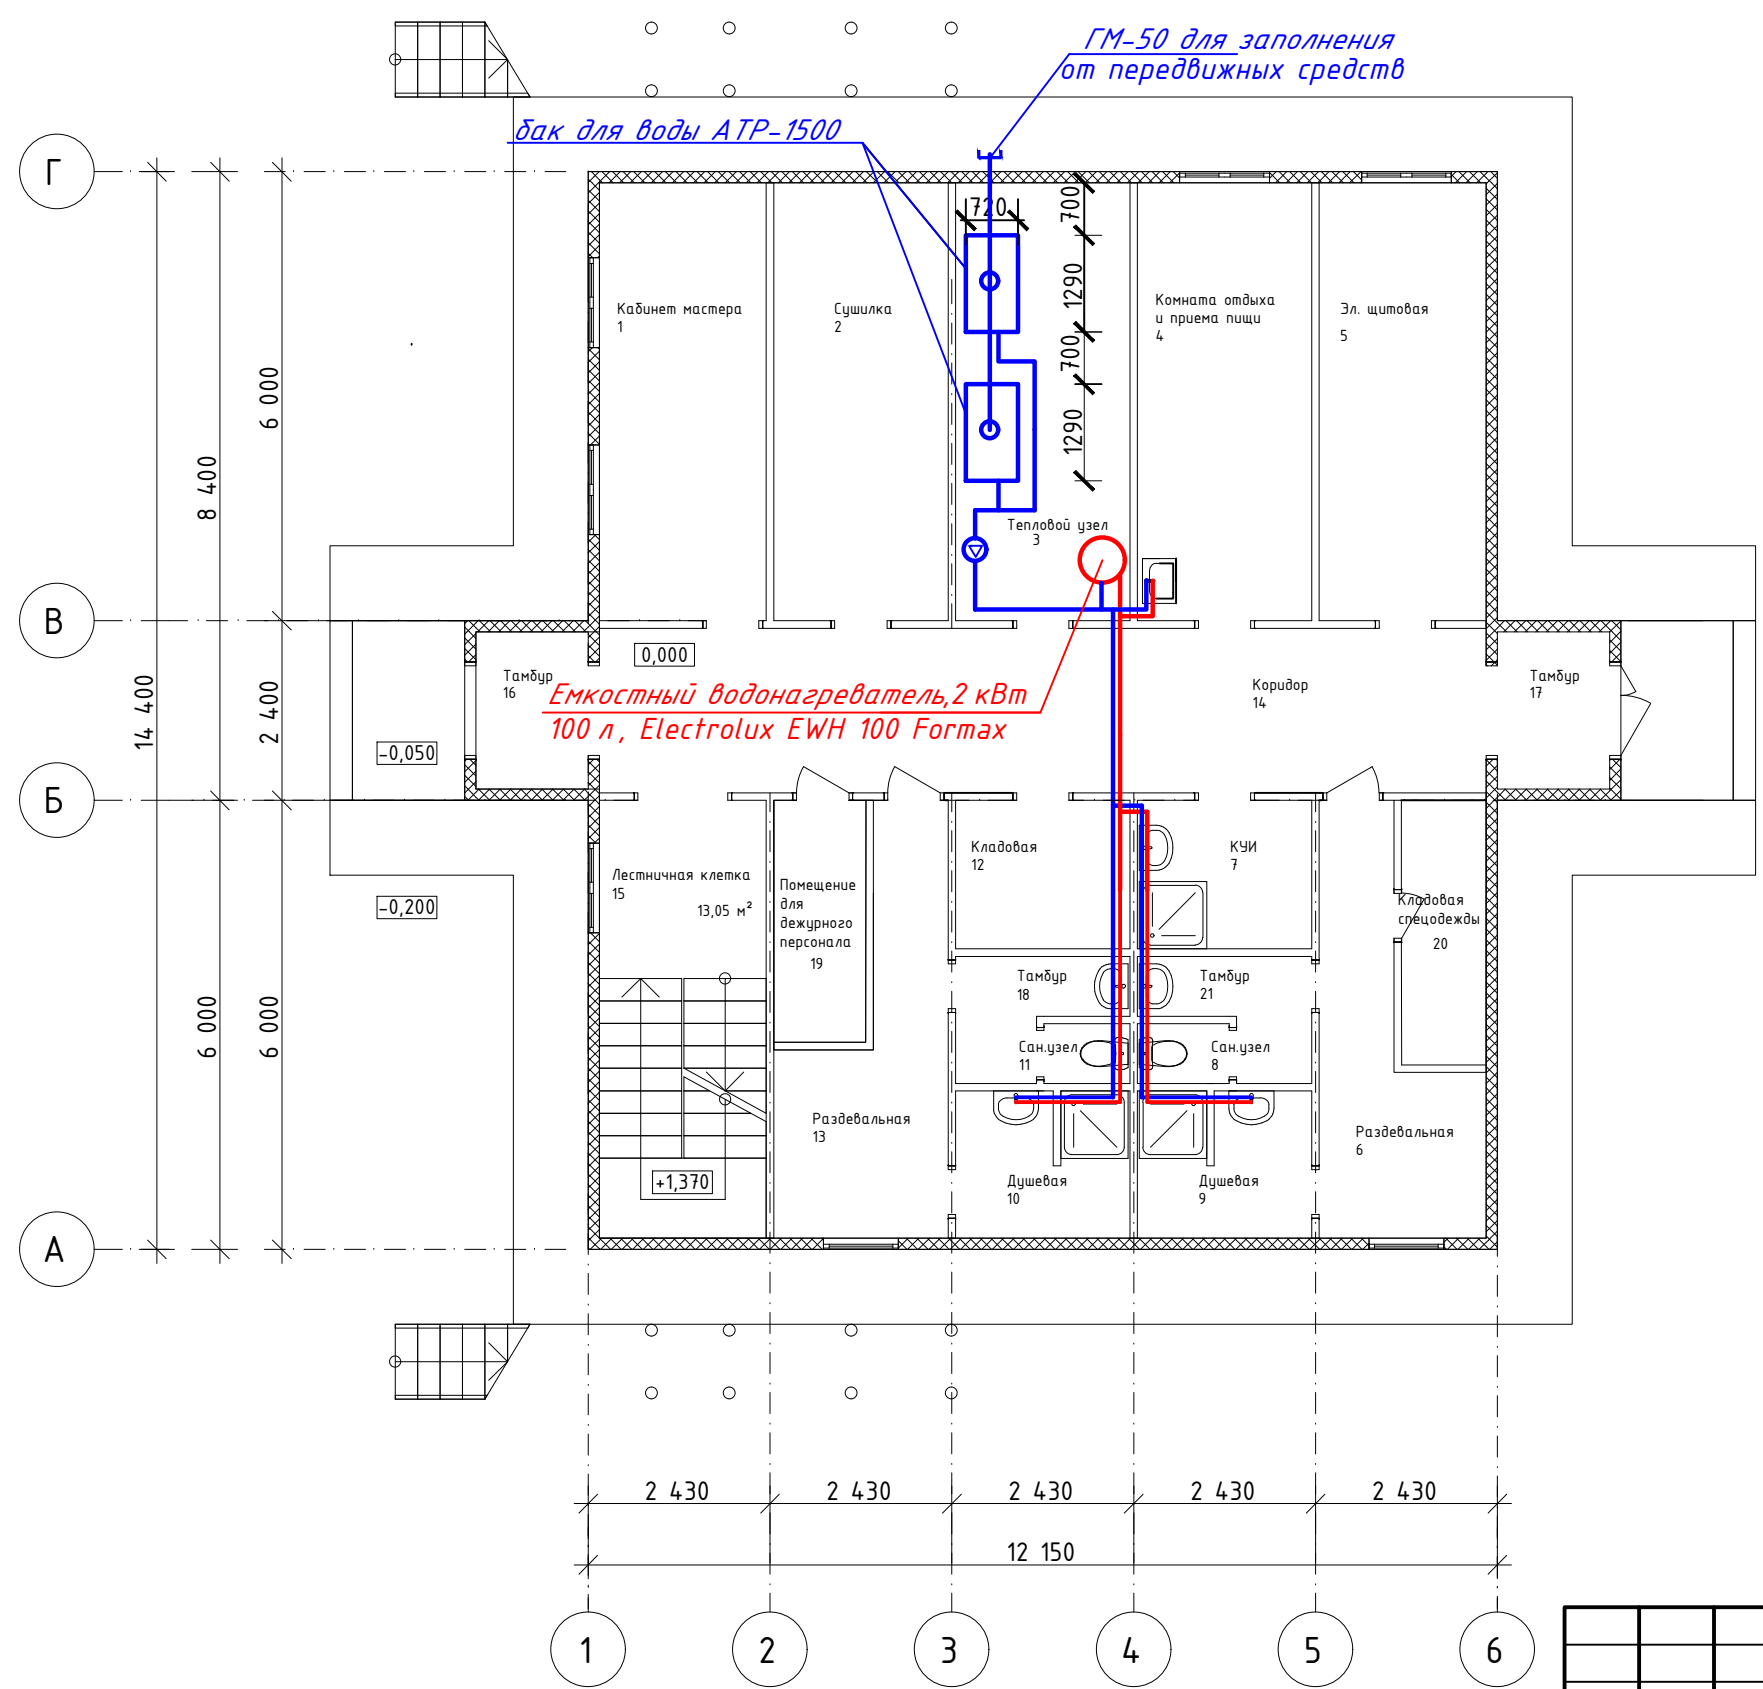 ГМ-50 для заполнения
от передвижных средств
бак для воды АТР-1500
Г
720
700
1290
700
1290
Кабинет мастера
1
Сушилка
2
Комната отдыха
и приема пищи
4
Эл. щитовая
5
6 000
8 400
Тепловой узел
3
В
0,000
Тамбур
16
Емкостный водонагреватель,2 кВт
100 л, Electrolux EWH 100 Formax
Коридор
14
Тамбур
17
14 400
2 400
-0,050
Б
Кладовая
12
КУИ
7
Лестничная клетка
15
13,05 м²
Помещение
для
дежурного
персонала
19
Кладовая
спецодежды
20
-0,200
Тамбур
18
Тамбур
21
6 000
6 000
Сан.узел
11
Сан.узел
8
Раздевальная
13
Раздевальная
6
+1,370
Душевая
10
Душевая
9
А
2 430
2 430
2 430
2 430
2 430
12 150
1
2
3
4
5
6